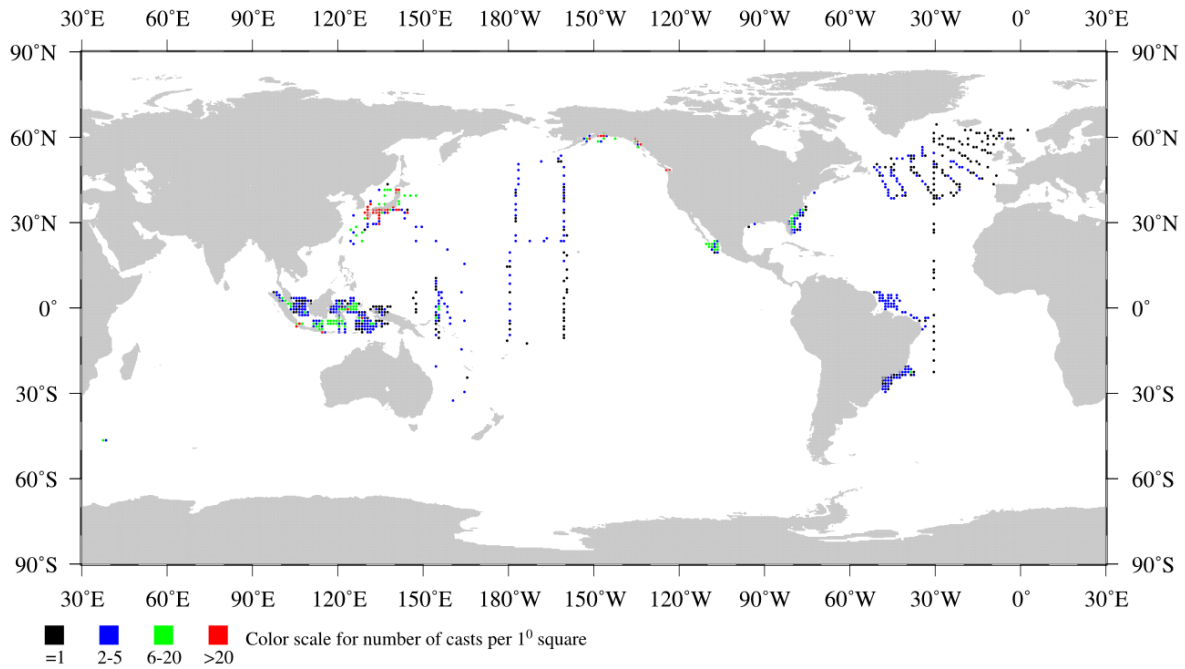 30˚E 60˚E 90˚E 120˚E 150˚E 180˚W 150˚W 120˚W 90˚W 60˚W 30˚W 0˚ 30˚E
90˚N 90˚N
60˚N 60˚N
30˚N 30˚N
0˚ 0˚
30˚S 30˚S
60˚S 60˚S
90˚S 90˚S
30˚E 60˚E 90˚E 120˚E 150˚E 180˚W 150˚W 120˚W 90˚W 60˚W 30˚W 0˚ 30˚E
Color scale for number of casts per 1⁰ square
=1 2-5 6-20 >20